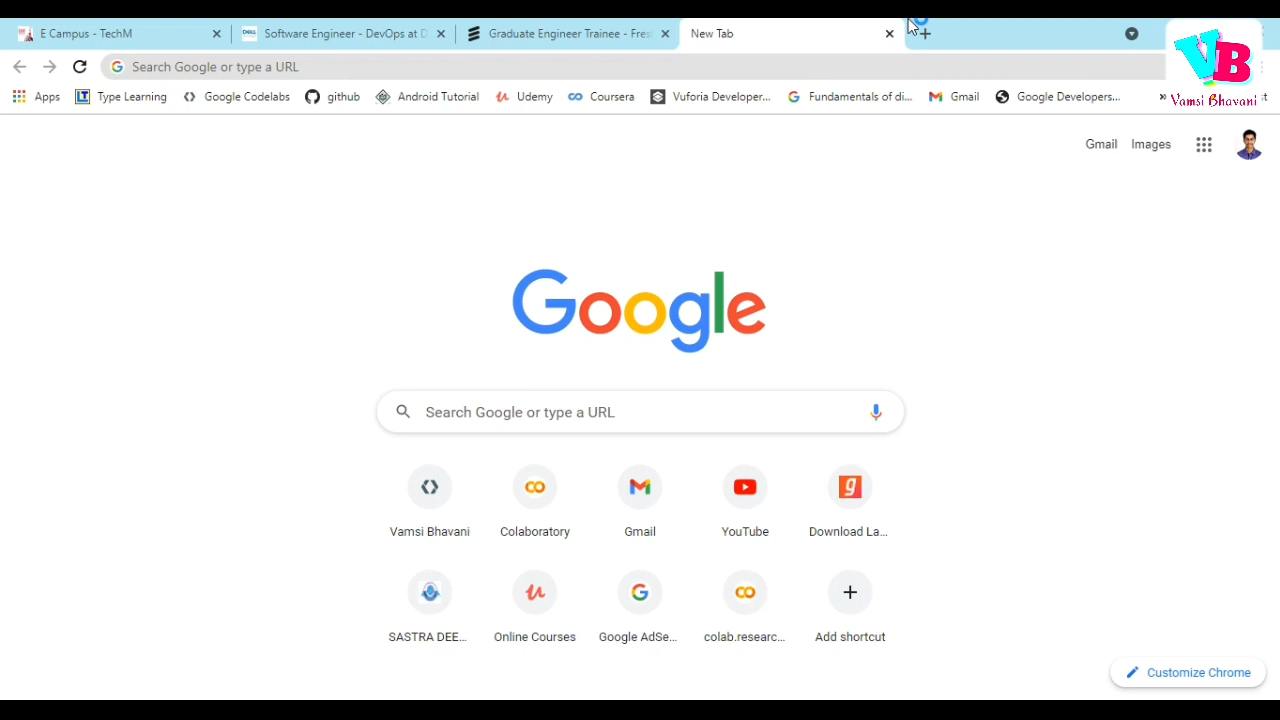 E Campus - TechM
Software Engineer - DevOps at D
Graduate Engineer Trainee - Fres
New Tab
Search Google or type a URL
Apps
Type Learning
Google Codelabs
github
Android Tutorial
Udemy
Coursera
Vuforia Developer...
Fundamentals of di...
Gmail
Google Developers...
VB
Vamsi Bhavani
Gmail
Images
Google
Search Google or type a URL
Vamsi Bhavani
Colaboratory
Gmail
YouTube
Download La...
SASTRA DEE...
Online Courses
Google AdSe...
colab.researc...
Add shortcut
Customize Chrome